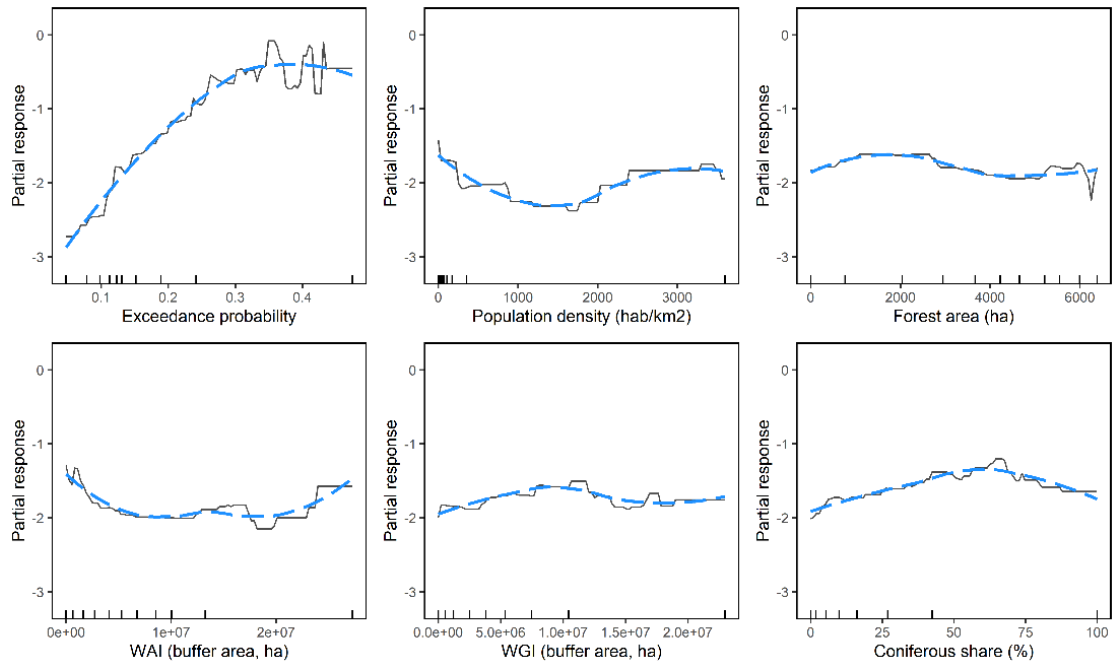 0
-1
-2
-3
Partial response
0.1 0.2 0.3 0.4
Exceedance probability
0
-1
-2
-3
Partial response
0 1000 2000 3000
Population density (hab/km2)
0
-1
-2
-3
Partial response
0 2000 4000 6000
Forest area (ha)
0
-1
-2
-3
Partial response
0e+00 1e+07 2e+07
WAI (buffer area, ha)
0
-1
-2
-3
Partial response
0.0e+00 5.0e+06 1.0e+07 1.5e+07 2.0e+07
WGI (buffer area, ha)
0
-1
-2
-3
Partial response
0 25 50 75 100
Coniferous share (%)